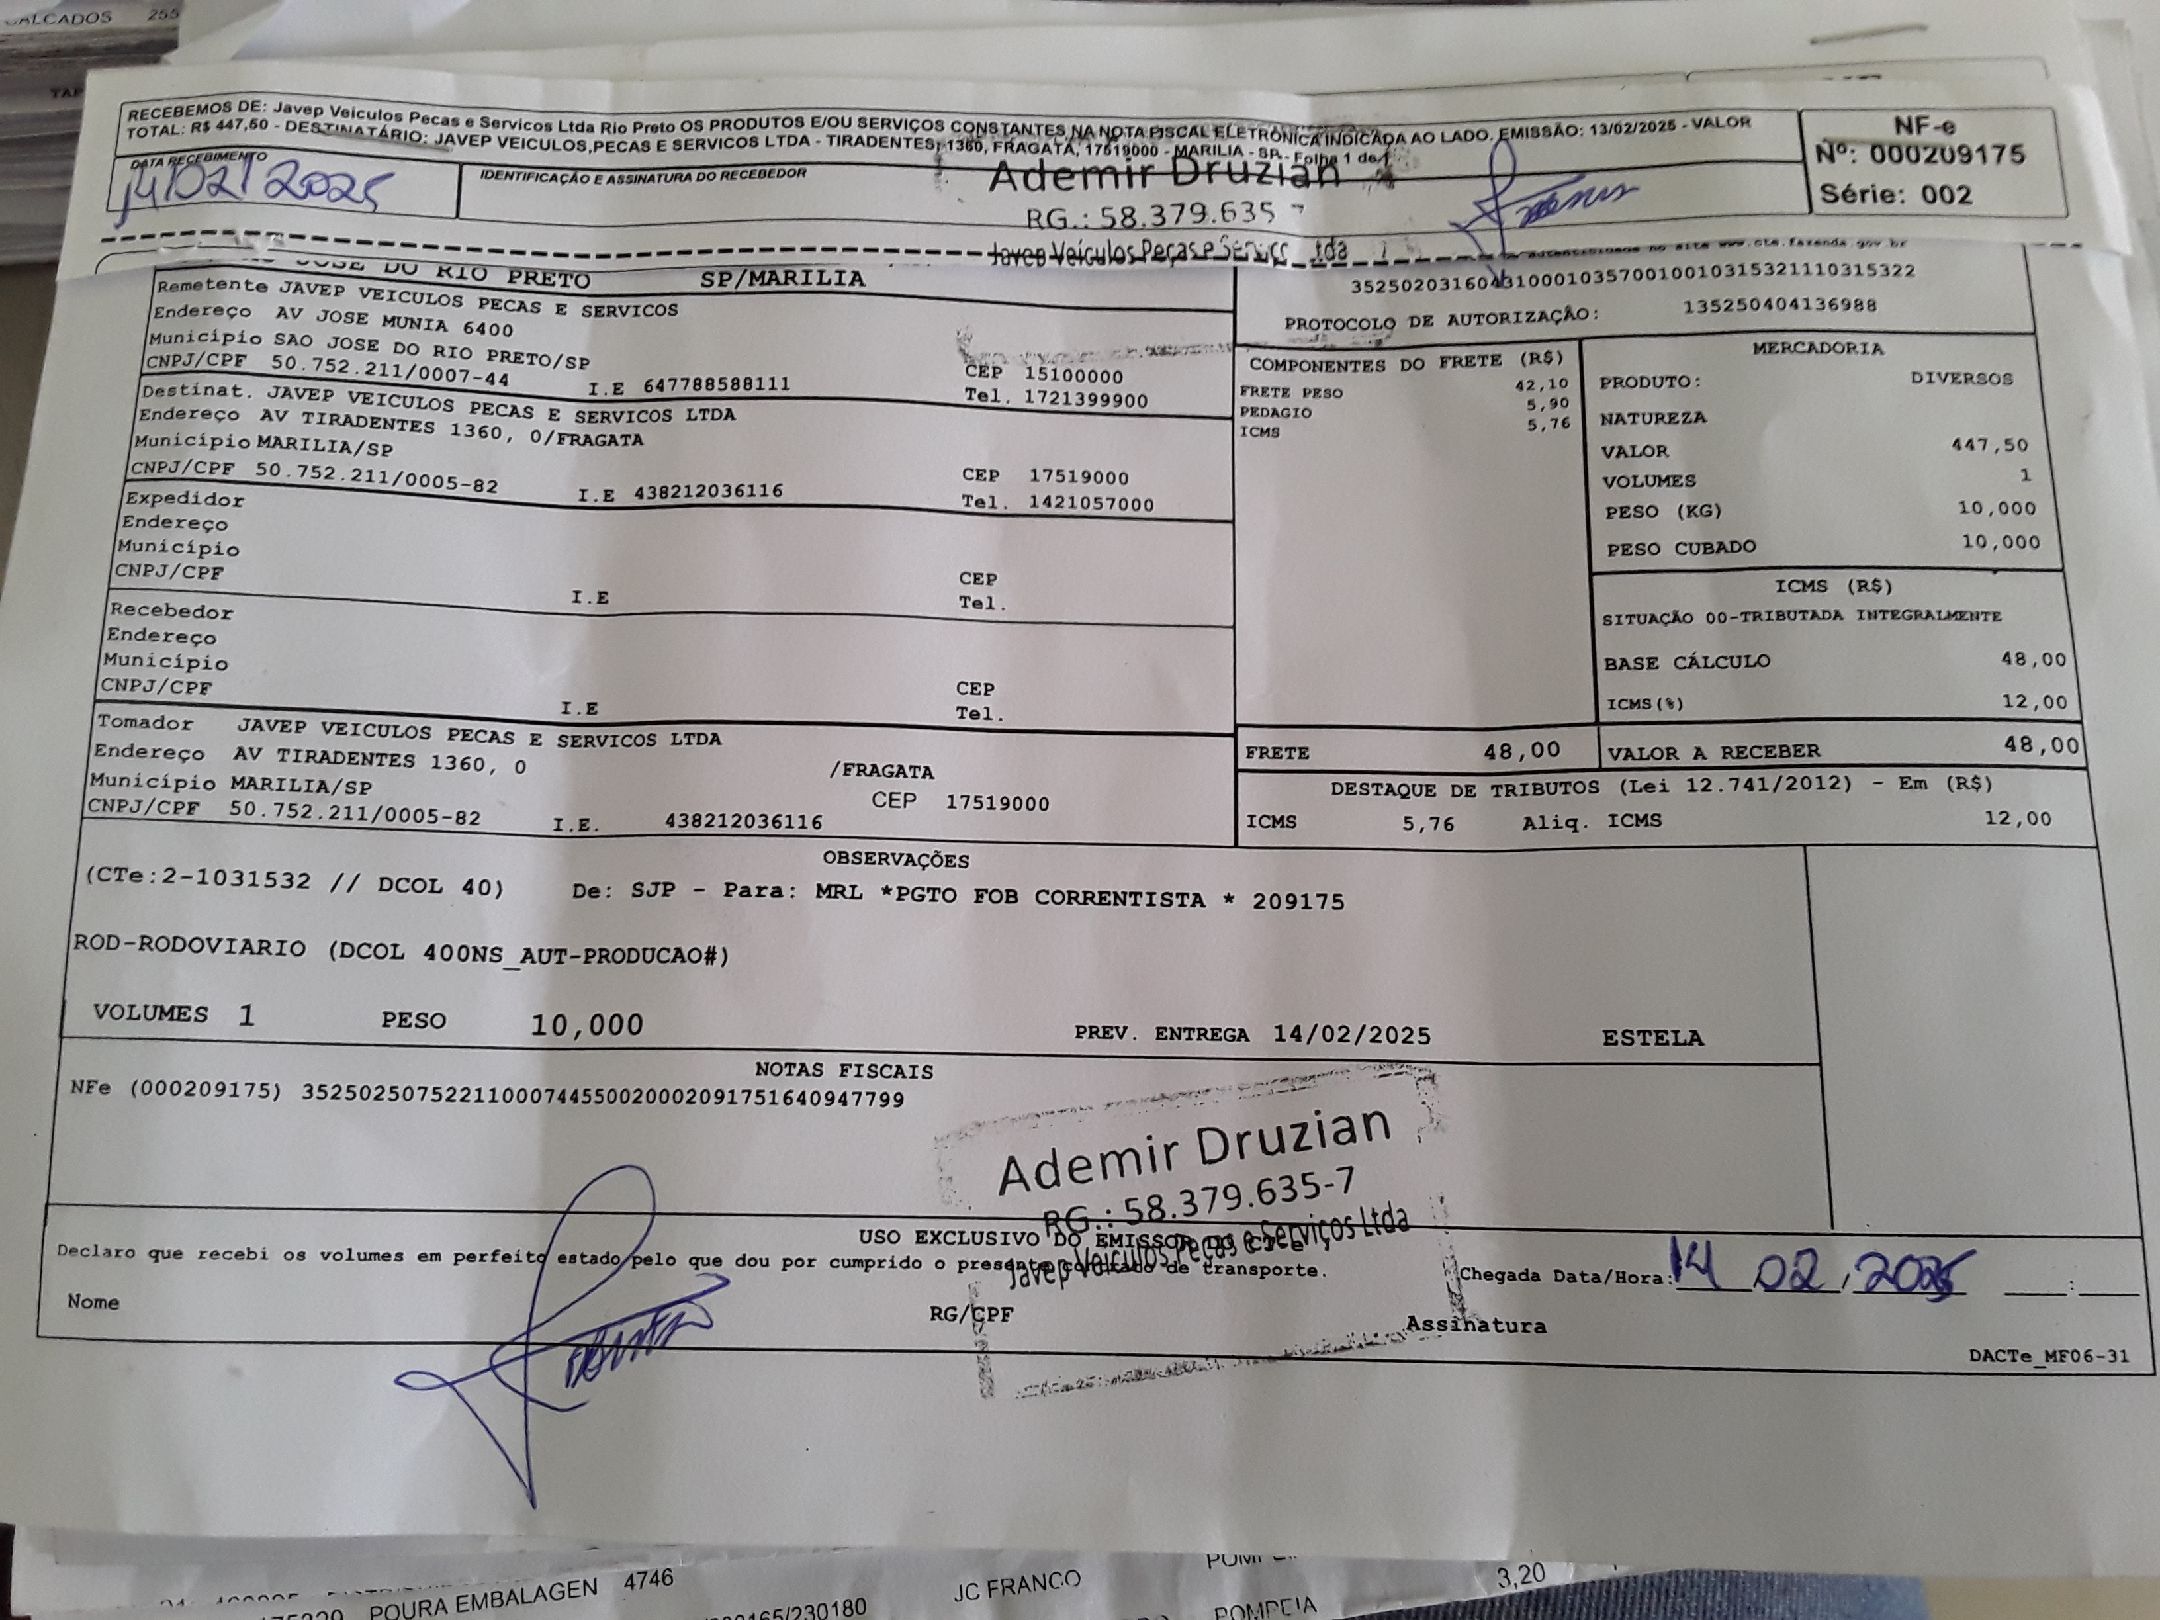 CALCADOS 255
RECEBEMOS DE: Javep Veiculos Pecas e Servicos Ltda Rio Preto OS PRODUTOS E/OU SERVIÇOS CONSTANTES NA NOTA FISCAL ELETRÔNICA INDICADA AO LADO. EMISSÃO: 13/02/2025 - VALOR
TOTAL: R$ 447,50 - DESTINATÁRIO: JAVEP VEICULOS,PECAS E SERVICOS LTDA - TIRADENTES, 1360, FRAGATA, 17519000 - MARILIA - SP - Folha 1 de 1
NF-e
Nº: 000209175
Série: 002
DATA RECEBIMENTO
14/02/2025
IDENTIFICAÇÃO E ASSINATURA DO RECEBEDOR
Ademir Druzian
RG.: 58.379.635-7
Javep Veículos Peças e Serviços Ltda
autenticidade no site www.cte.fazenda.gov.br
JOSE DO RIO PRETO SP/MARILIA
35250203160431000103570010010315321110315322
PROTOCOLO DE AUTORIZAÇÃO: 135250404136988
Remetente JAVEP VEICULOS PECAS E SERVICOS
Endereço AV JOSE MUNIA 6400
Município SAO JOSE DO RIO PRETO/SP
CEP 15100000
CNPJ/CPF 50.752.211/0007-44 I.E 647788588111 Tel. 1721399900
Destinat. JAVEP VEICULOS PECAS E SERVICOS LTDA
Endereço AV TIRADENTES 1360, 0/FRAGATA
Município MARILIA/SP
CEP 17519000
CNPJ/CPF 50.752.211/0005-82 I.E 438212036116 Tel. 1421057000
Expedidor
Endereço
Município
CEP
CNPJ/CPF I.E Tel.
Recebedor
Endereço
Município
CEP
CNPJ/CPF I.E Tel.
Tomador JAVEP VEICULOS PECAS E SERVICOS LTDA
Endereço AV TIRADENTES 1360, 0 /FRAGATA
Município MARILIA/SP CEP 17519000
CNPJ/CPF 50.752.211/0005-82 I.E. 438212036116
COMPONENTES DO FRETE (R$)
FRETE PESO 42,10
PEDAGIO 5,90
ICMS 5,76
MERCADORIA
PRODUTO: DIVERSOS
NATUREZA
VALOR 447,50
VOLUMES 1
PESO (KG) 10,000
PESO CUBADO 10,000
ICMS (R$)
SITUAÇÃO 00-TRIBUTADA INTEGRALMENTE
BASE CÁLCULO 48,00
ICMS(%) 12,00
FRETE 48,00 VALOR A RECEBER 48,00
DESTAQUE DE TRIBUTOS (Lei 12.741/2012) - Em (R$)
ICMS 5,76 Aliq. ICMS 12,00
OBSERVAÇÕES
(CTe:2-1031532 // DCOL 40) De: SJP - Para: MRL *PGTO FOB CORRENTISTA * 209175
ROD-RODOVIARIO (DCOL 400NS_AUT-PRODUCAO#)
VOLUMES 1 PESO 10,000 PREV. ENTREGA 14/02/2025 ESTELA
NOTAS FISCAIS
NFe (000209175) 35250250752211000744550020002091751640947799
Ademir Druzian
RG.: 58.379.635-7
Javep Veículos Peças e Serviços Ltda
USO EXCLUSIVO DO EMISSOR DO CT-e
Declaro que recebi os volumes em perfeito estado pelo que dou por cumprido o presente contrato de transporte.
Chegada Data/Hora: 14 02 2025 :
Nome RG/CPF Assinatura
DACTe_MF06-31
POURA EMBALAGEN 4746 JC FRANCO 3,20
165/230180 POMPEIA